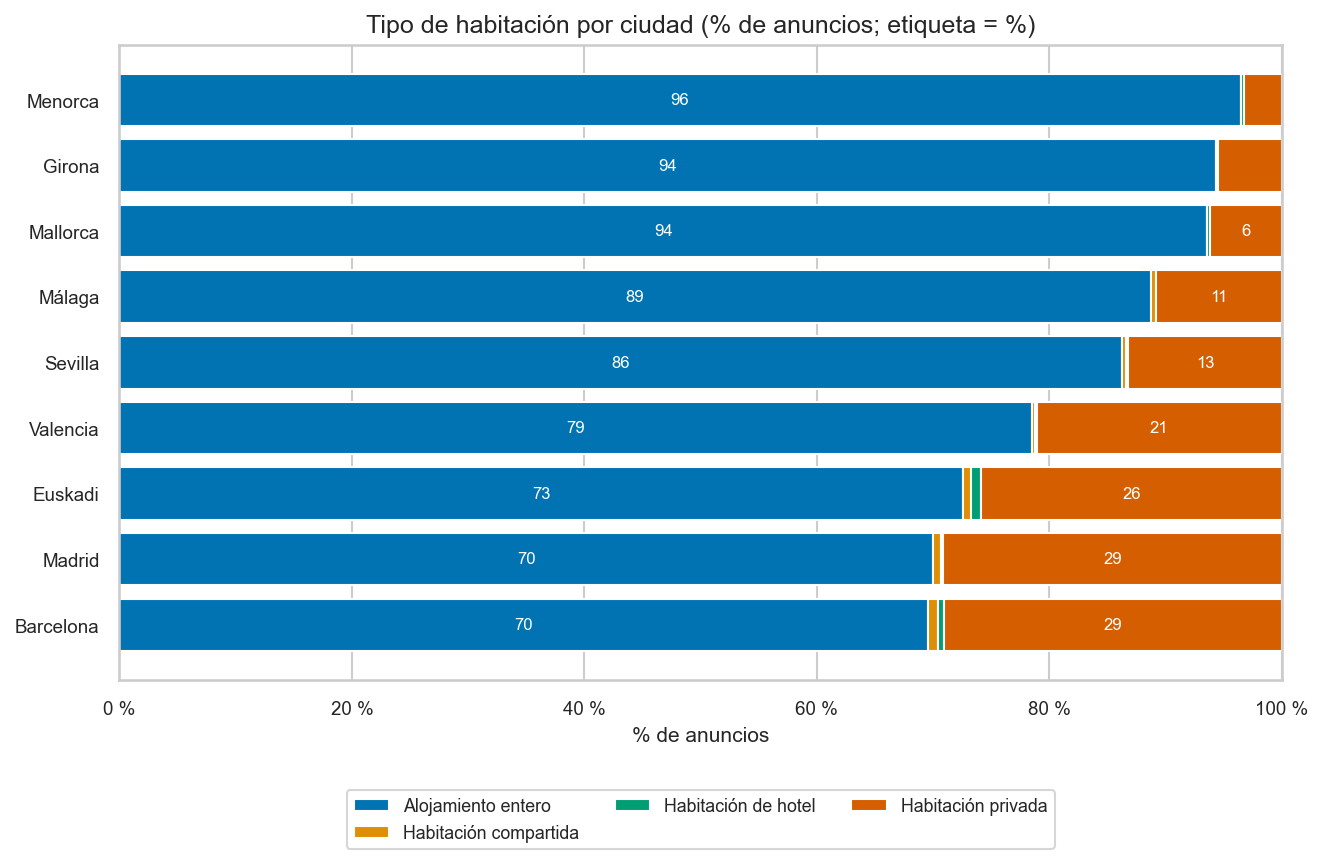 Tipo de habitación por ciudad (% de anuncios; etiqueta = %)
Menorca 96
Girona 94
Mallorca 94 6
Málaga 89 11
Sevilla 86 13
Valencia 79 21
Euskadi 73 26
Madrid 70 29
Barcelona 70 29
0 % 20 % 40 % 60 % 80 % 100 %
% de anuncios
Alojamiento entero Habitación de hotel Habitación privada
Habitación compartida